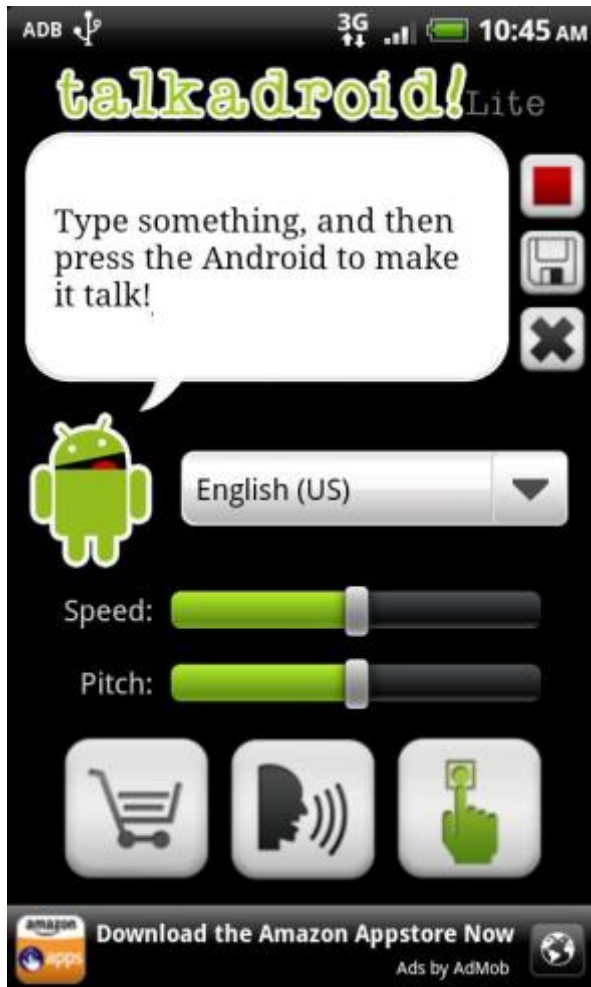 ADB 3G 10:45 AM
talkadroid! Lite
Type something, and then
press the Android to make
it talk!
English (US)
Speed:
Pitch:
amazon
apps
Download the Amazon Appstore Now
Ads by AdMob